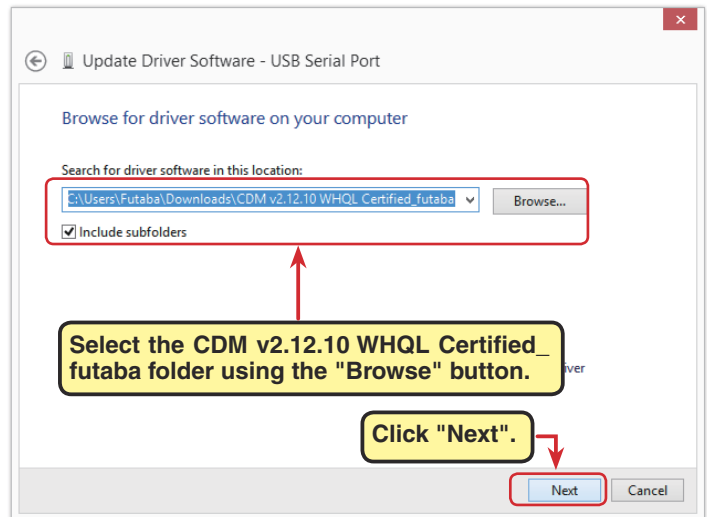 Update Driver Software - USB Serial Port
Browse for driver software on your computer
Search for driver software in this location:
C:\Users\Futaba\Downloads\CDM v2.12.10 WHQL Certified_futaba
Browse...
Include subfolders
Select the CDM v2.12.10 WHQL Certified_
futaba folder using the "Browse" button.
Click "Next".
Next
Cancel